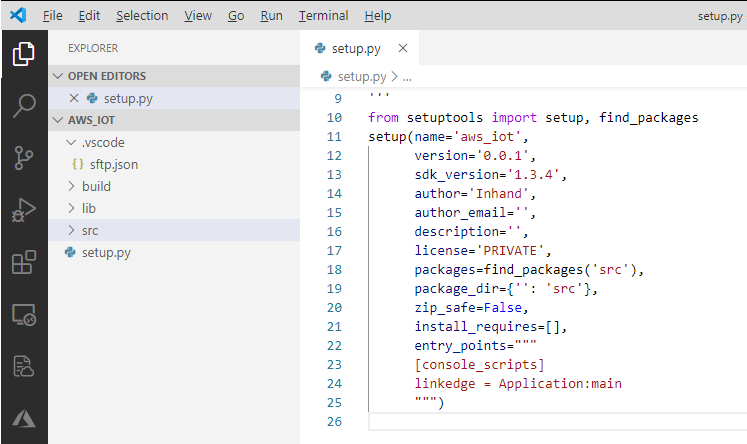 File Edit Selection View Go Run Terminal Help setup.py
EXPLORER
OPEN EDITORS
setup.py
AWS_IOT
.vscode
{} sftp.json
build
lib
src
setup.py
setup.py
setup.py > ...
9 '''
10 from setuptools import setup, find_packages
11 setup(name='aws_iot',
12 version='0.0.1',
13 sdk_version='1.3.4',
14 author='Inhand',
15 author_email='',
16 description='',
17 license='PRIVATE',
18 packages=find_packages('src'),
19 package_dir={'': 'src'},
20 zip_safe=False,
21 install_requires=[],
22 entry_points="""
23 [console_scripts]
24 linkedge = Application:main
25 """)
26